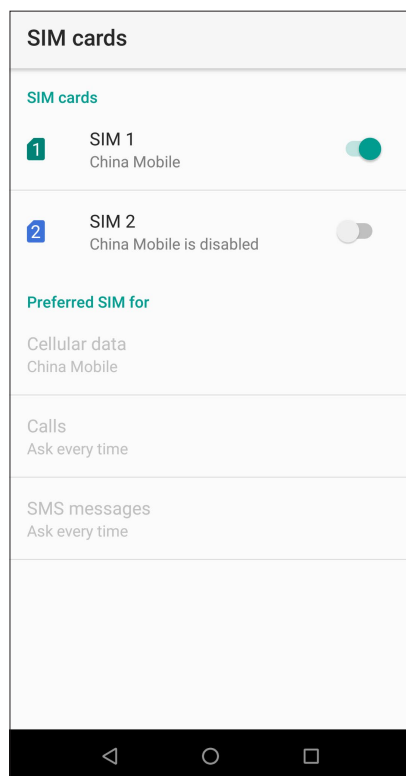 SIM cards
SIM cards
1
SIM 1
China Mobile
2
SIM 2
China Mobile is disabled
Preferred SIM for
Cellular data
China Mobile
Calls
Ask every time
SMS messages
Ask every time